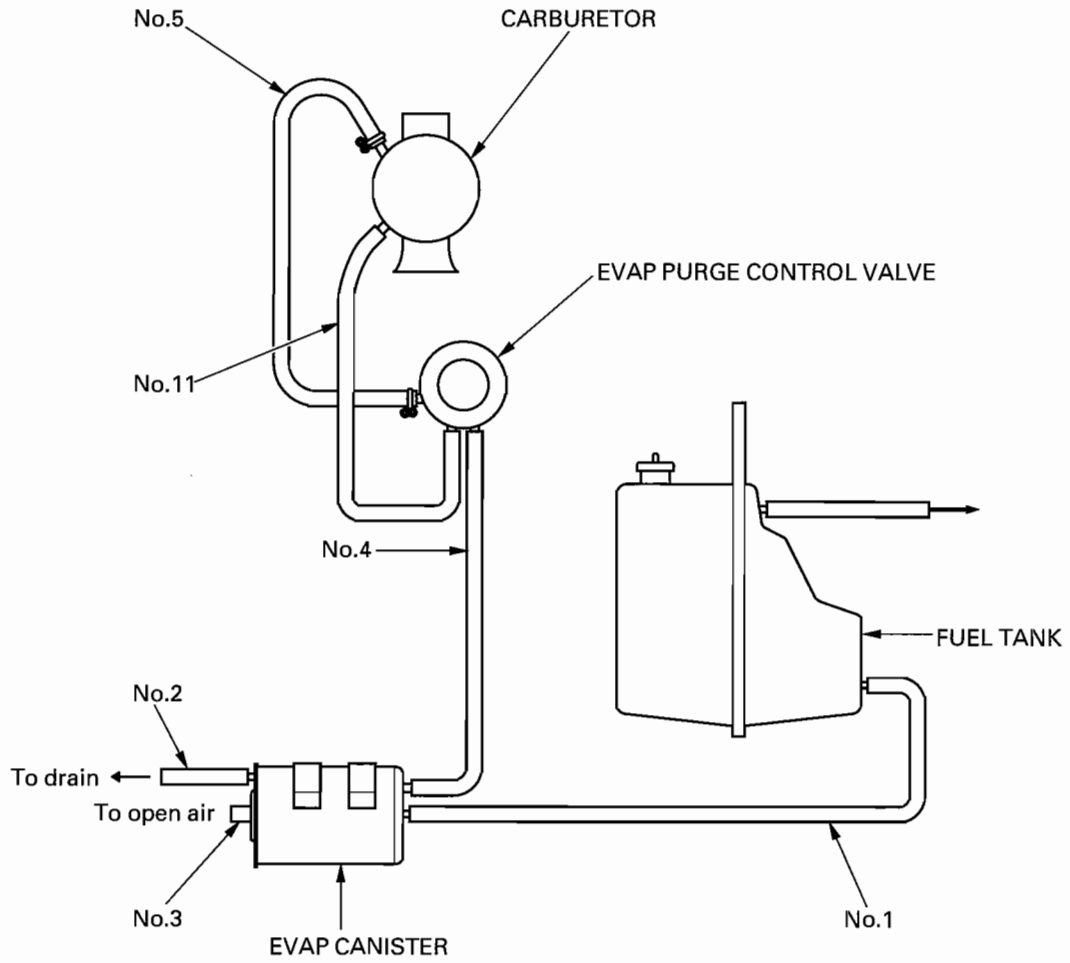 No.5
CARBURETOR
EVAP PURGE CONTROL VALVE
No.11
No.4
FUEL TANK
No.2
To drain
To open air
No.3
No.1
EVAP CANISTER